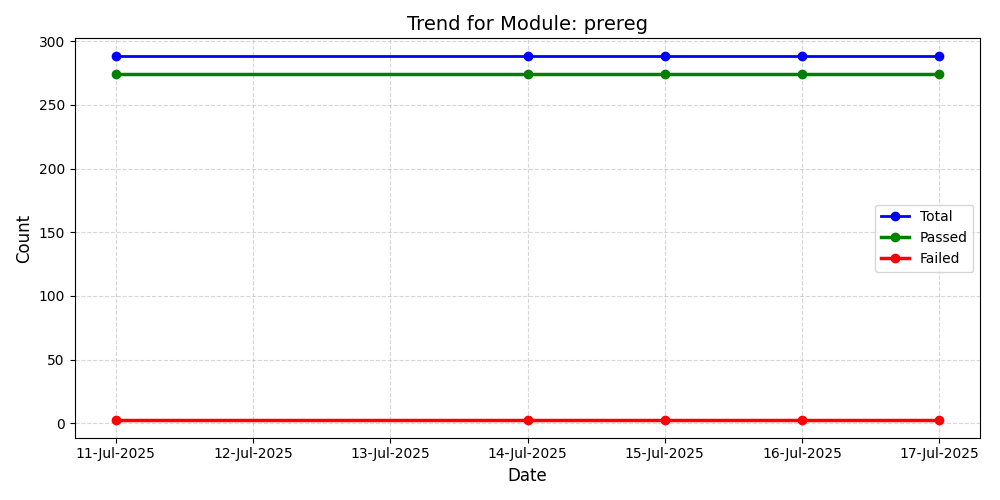 Trend for Module: prereg
300
250
200
150
100
50
0
Count
Total
Passed
Failed
11-Jul-2025 12-Jul-2025 13-Jul-2025 14-Jul-2025 15-Jul-2025 16-Jul-2025 17-Jul-2025
Date